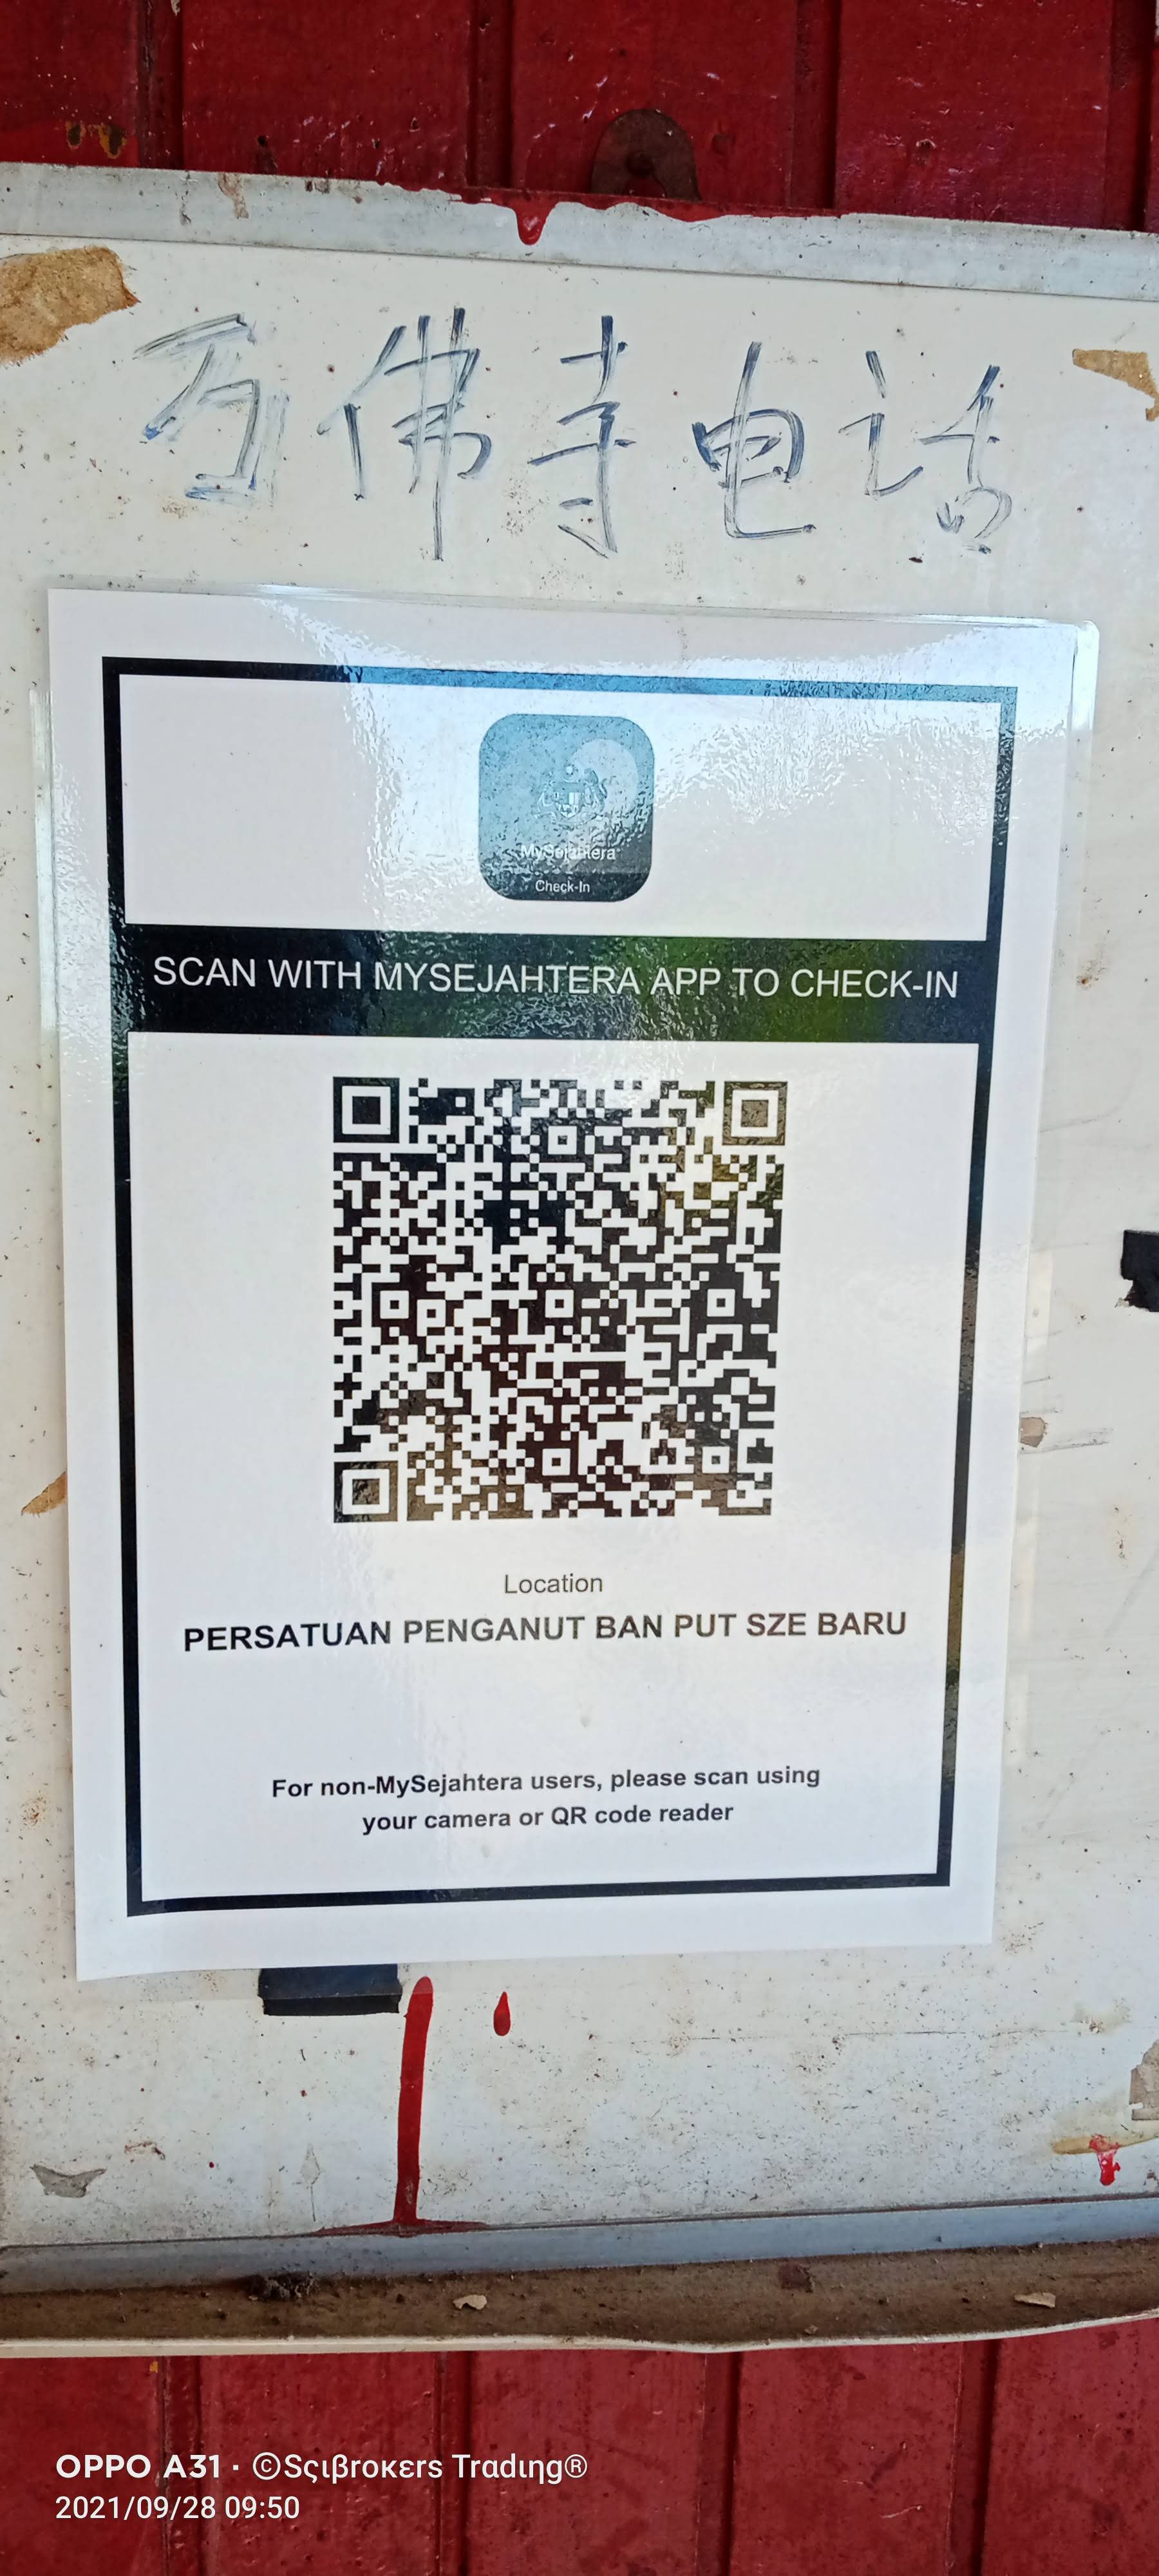 万佛寺电话
MySejahtera
Check-In
SCAN WITH MYSEJAHTERA APP TO CHECK-IN
Location
PERSATUAN PENGANUT BAN PUT SZE BARU
For non-MySejahtera users, please scan using
your camera or QR code reader
OPPO A31 · ©Sςιβrοκεrs Trαdιηg®
2021/09/28 09:50